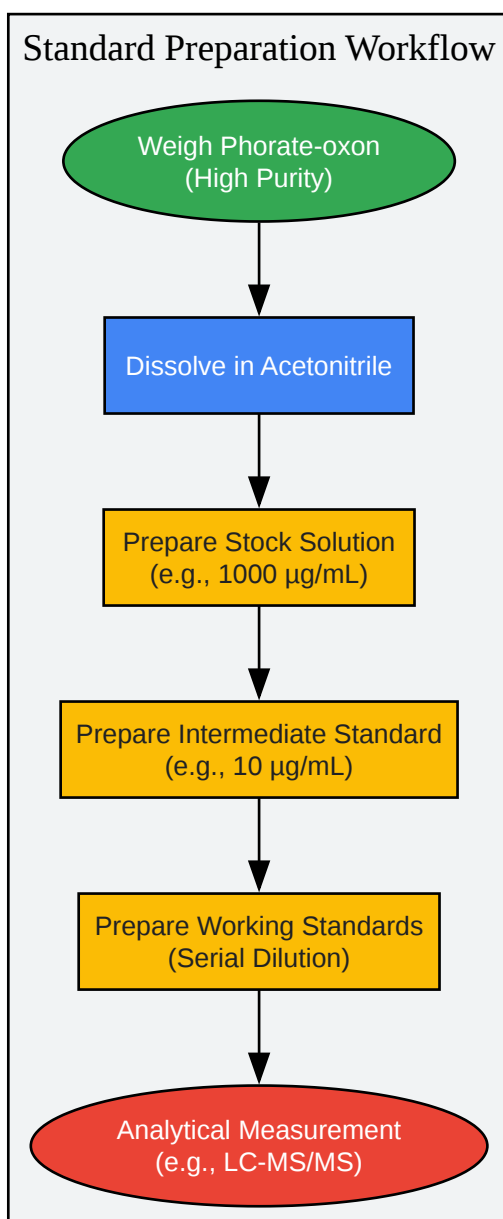 Standard Preparation Workflow
Weigh Phorate-oxon
(High Purity)
Dissolve in Acetonitrile
Prepare Stock Solution
(e.g., 1000 µg/mL)
Prepare Intermediate Standard
(e.g., 10 µg/mL)
Prepare Working Standards
(Serial Dilution)
Analytical Measurement
(e.g., LC-MS/MS)